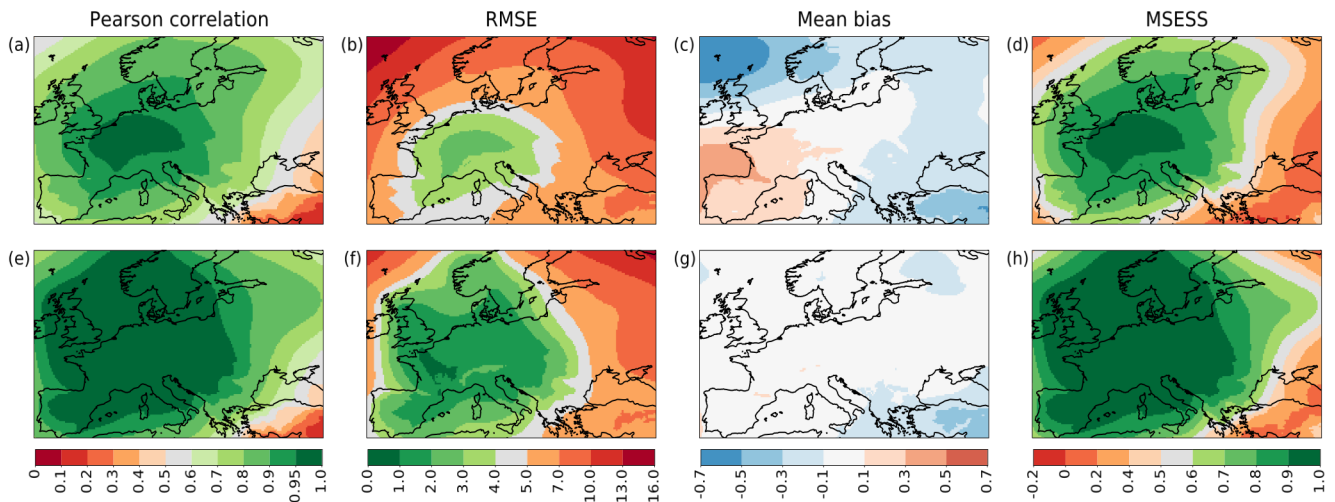 Pearson correlation RMSE Mean bias MSESS
(a) (b) (c) (d)
(e) (f) (g) (h)
0 0.1 0.2 0.3 0.4 0.5 0.6 0.7 0.8 0.9 0.95 1.0
0.0 1.0 2.0 3.0 4.0 5.0 7.0 10.0 13.0 16.0
-0.7 -0.5 -0.3 -0.1 0.1 0.3 0.5 0.7
-0.2 0.0 0.2 0.4 0.5 0.6 0.7 0.8 0.9 1.0